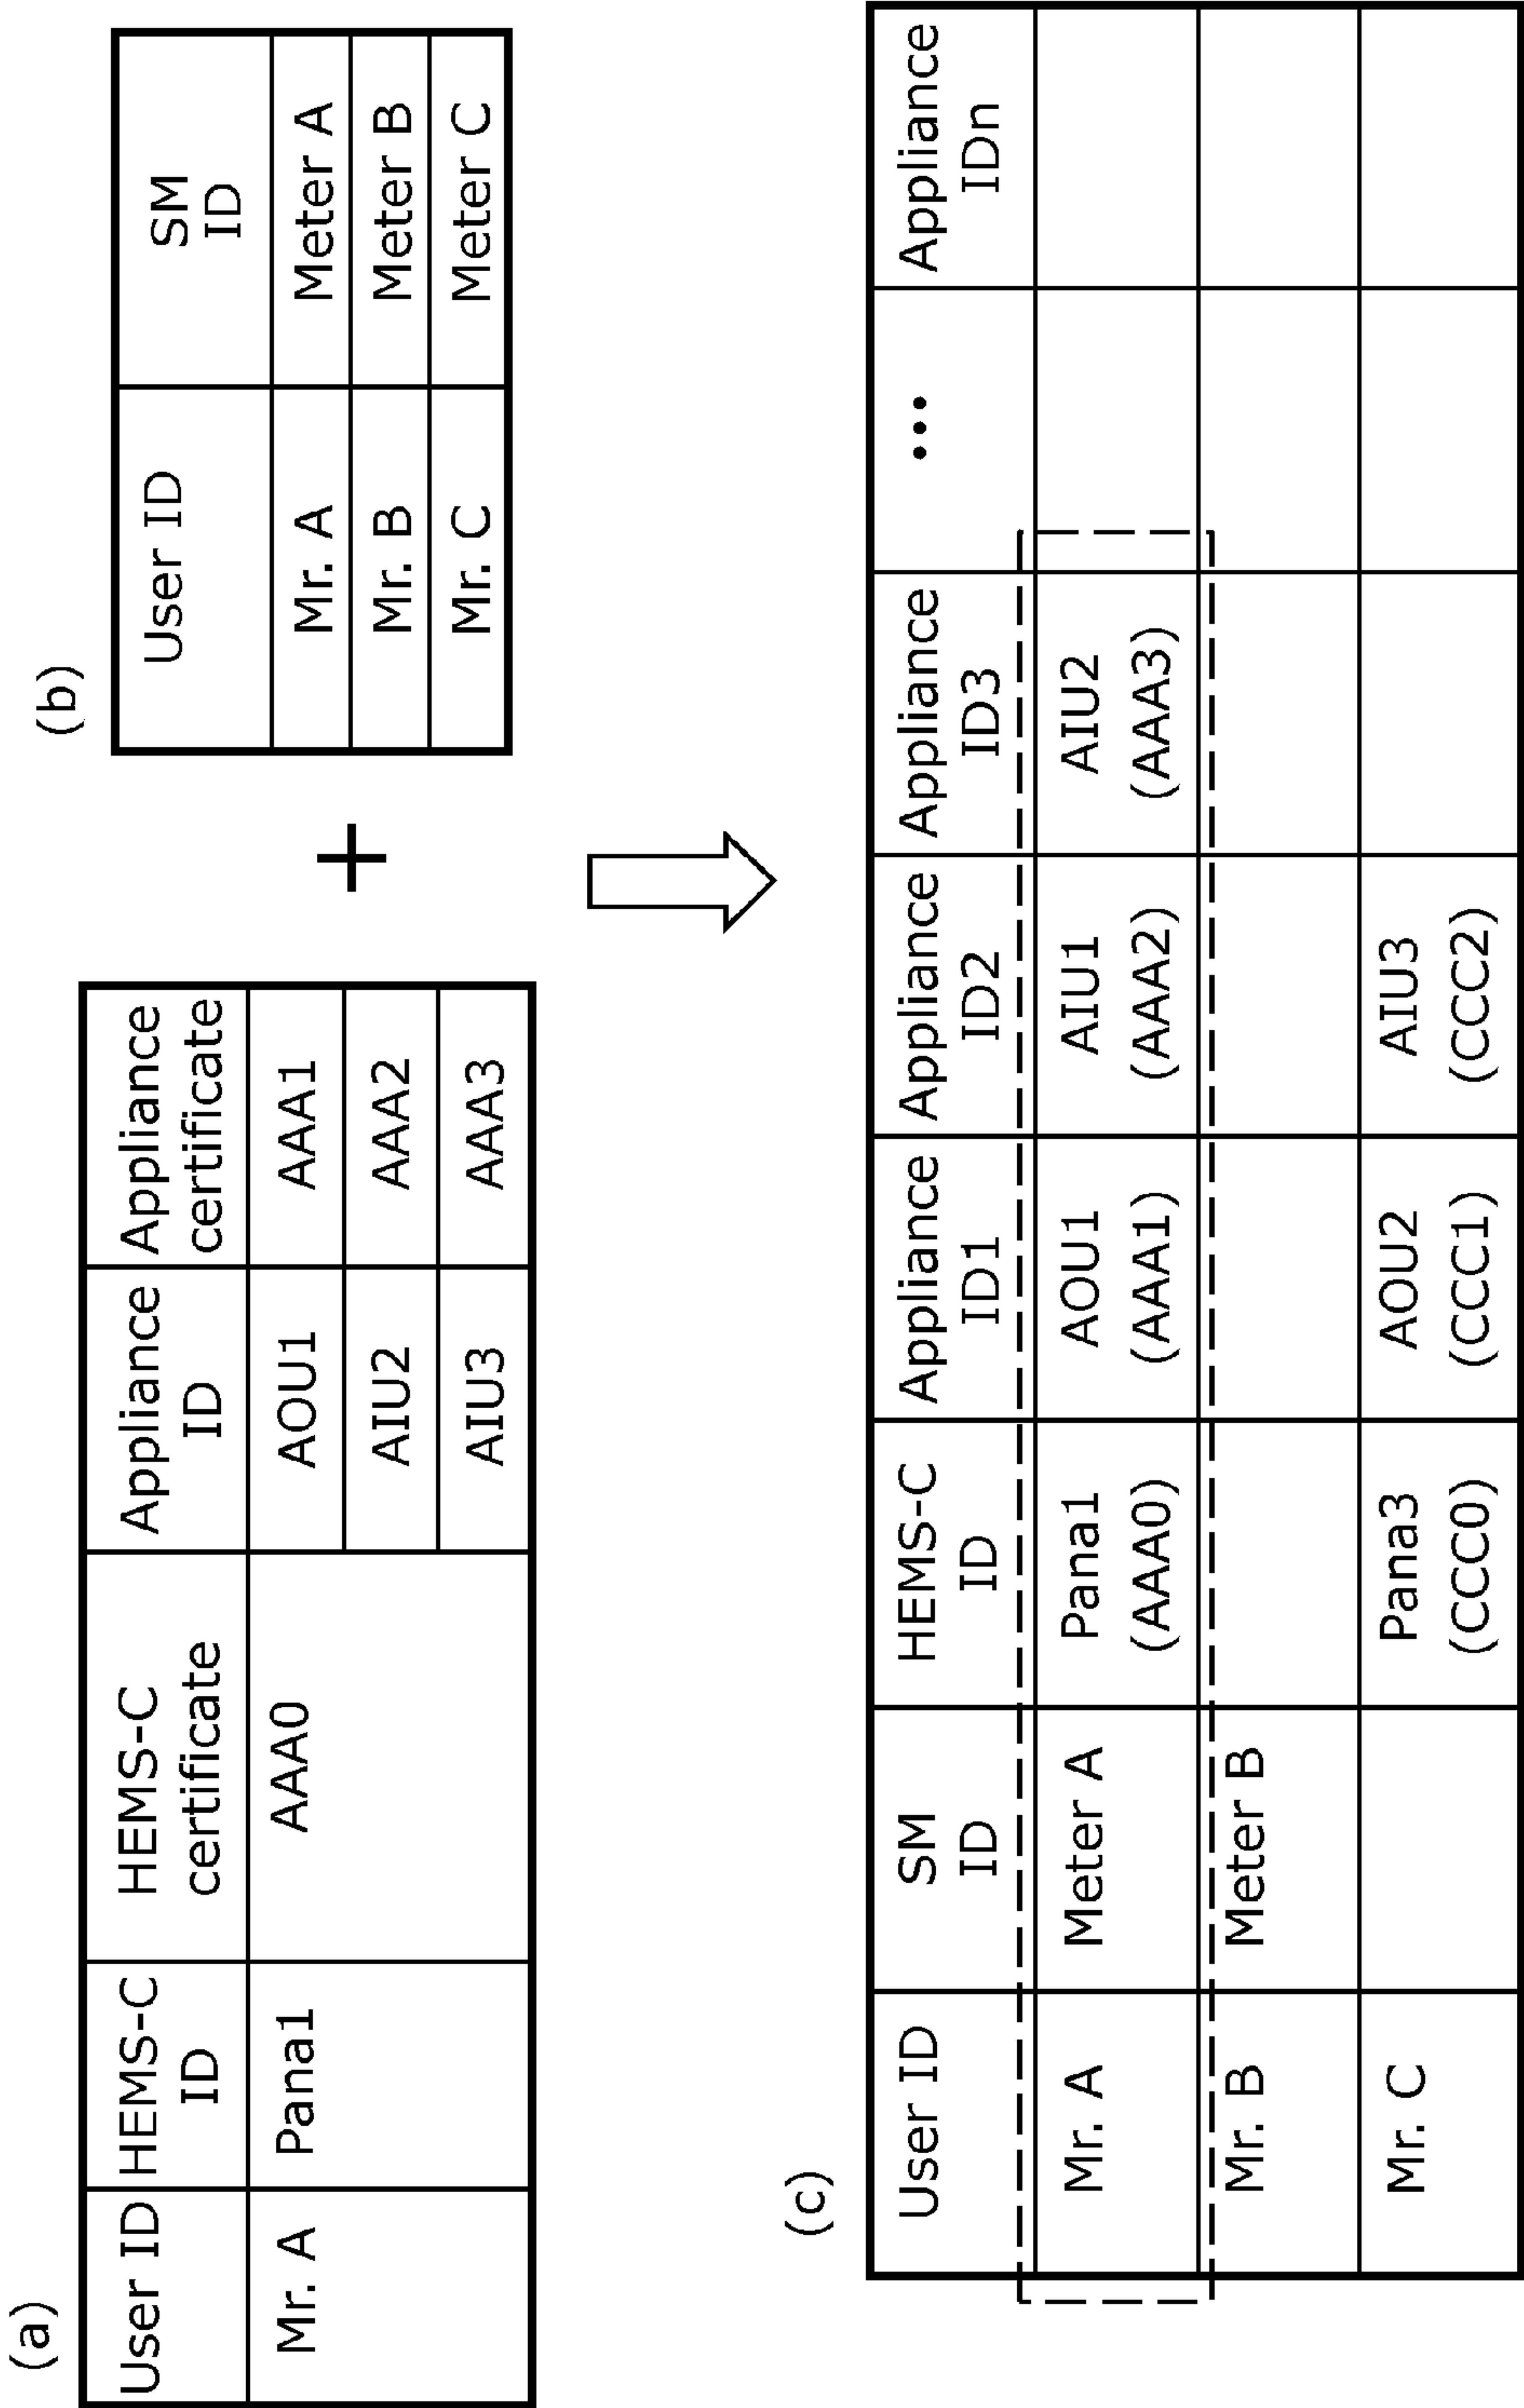 (a)
User ID
HEMS-C
ID
HEMS-C
certificate
Appliance
ID
Appliance
certificate
Mr. A
Pana1
AAA0
AOU1
AAA1
AIU2
AAA2
AIU3
AAA3
+
(b)
User ID
SM
ID
Mr. A
Meter A
Mr. B
Meter B
Mr. C
Meter C
(c)
User ID
SM
ID
HEMS-C
ID
Appliance
ID1
Appliance
ID2
Appliance
ID3
...
Appliance
IDn
Mr. A
Meter A
Pana1
(AAA0)
AOU1
(AAA1)
AIU1
(AAA2)
AIU2
(AAA3)
Mr. B
Meter B
Mr. C
Pana3
(CCC0)
AOU2
(CCC1)
AIU3
(CCC2)